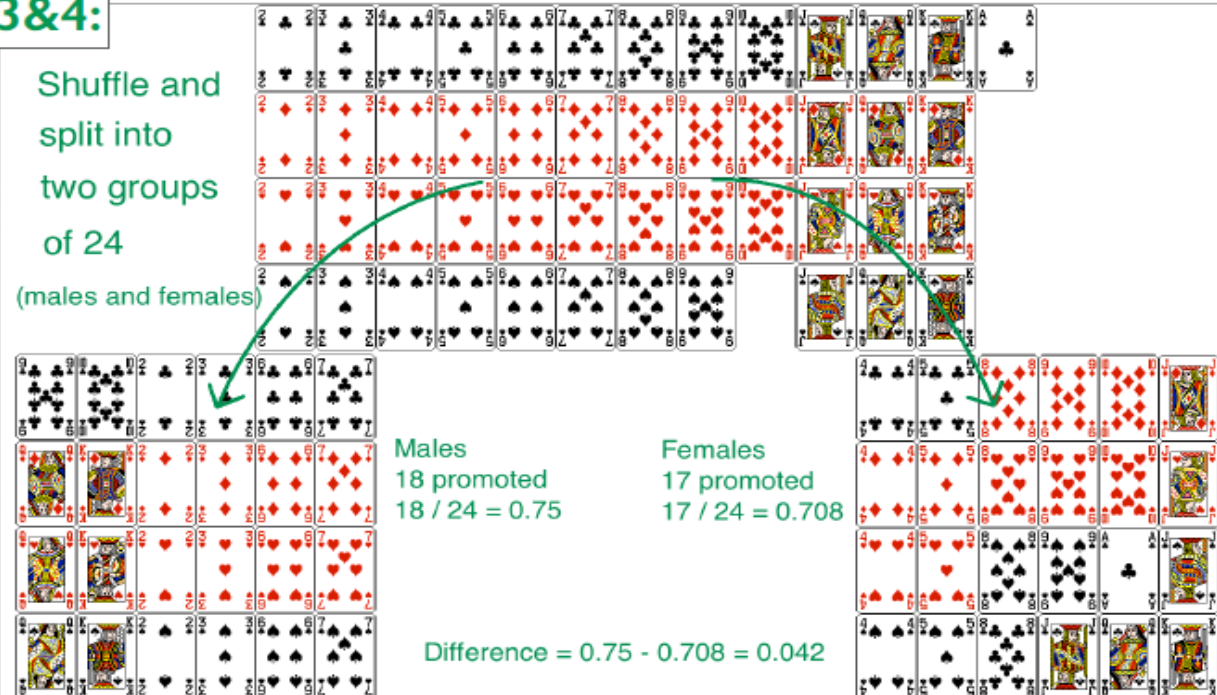 3&4:
Shuffle and
split into
two groups
of 24
(males and females)
Males
18 promoted
18 / 24 = 0.75
Females
17 promoted
17 / 24 = 0.708
Difference = 0.75 - 0.708 = 0.042